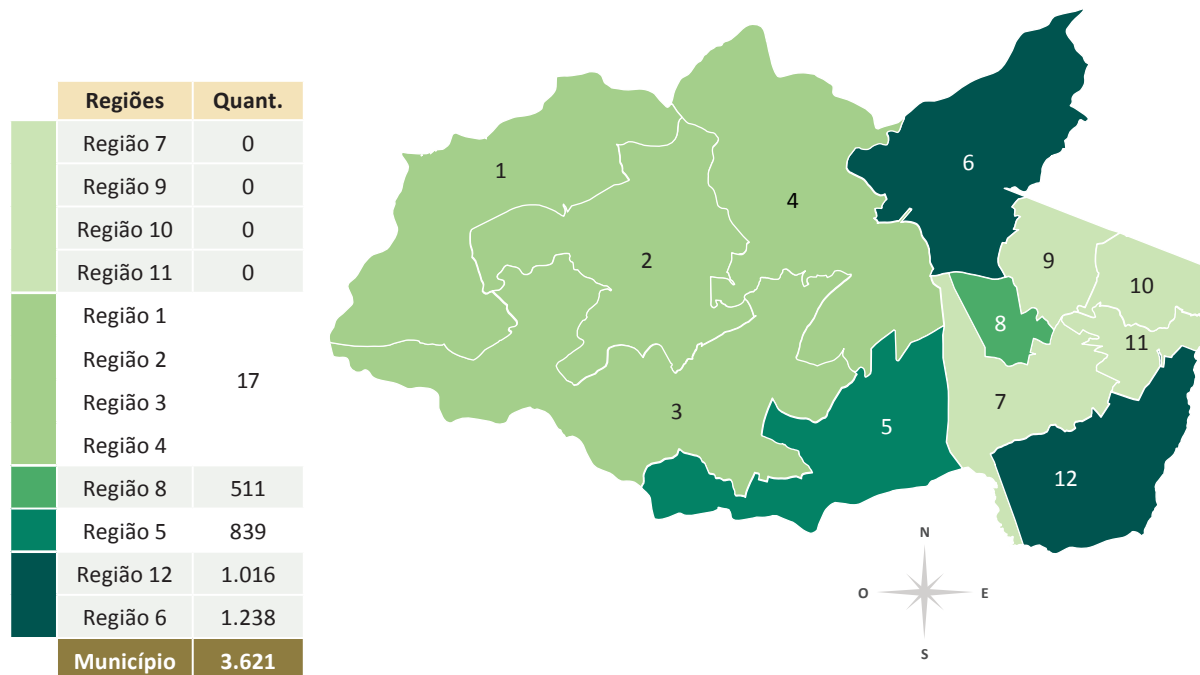 Regiões Quant.
Região 7 0
Região 9 0
Região 10 0
Região 11 0
Região 1
Região 2
17
Região 3
Região 4
Região 8 511
Região 5 839
Região 12 1.016
Região 6 1.238
Município 3.621
1
2
3
4
5
6
7
8
9
10
11
12
N
O E
S